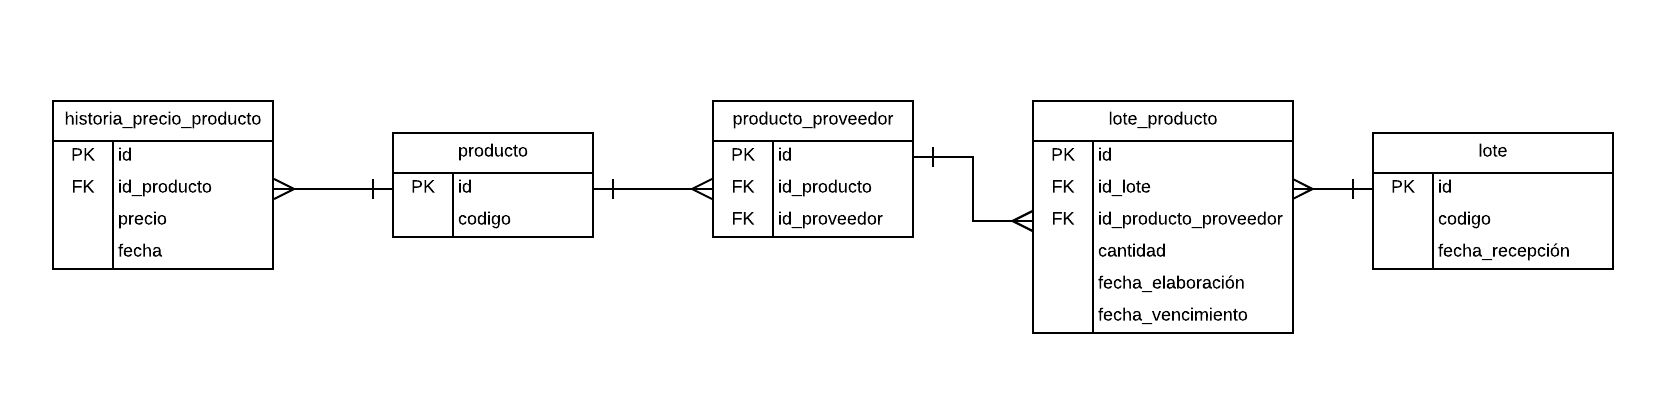 historia_precio_producto
PK id
FK id_producto
precio
fecha
producto
PK id
codigo
producto_proveedor
PK id
FK id_producto
FK id_proveedor
lote_producto
PK id
FK id_lote
FK id_producto_proveedor
cantidad
fecha_elaboración
fecha_vencimiento
lote
PK id
codigo
fecha_recepción